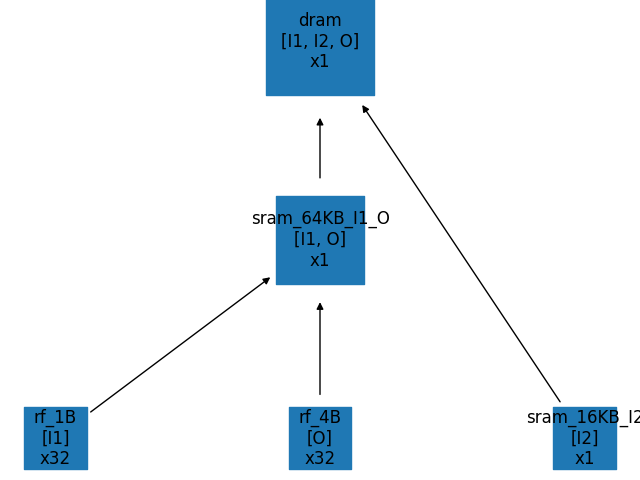 dram
[I1, I2, O]
x1
sram_64KB_I1_O
[I1, O]
x1
rf_1B
[I1]
x32
rf_4B
[O]
x32
sram_16KB_I2
[I2]
x1